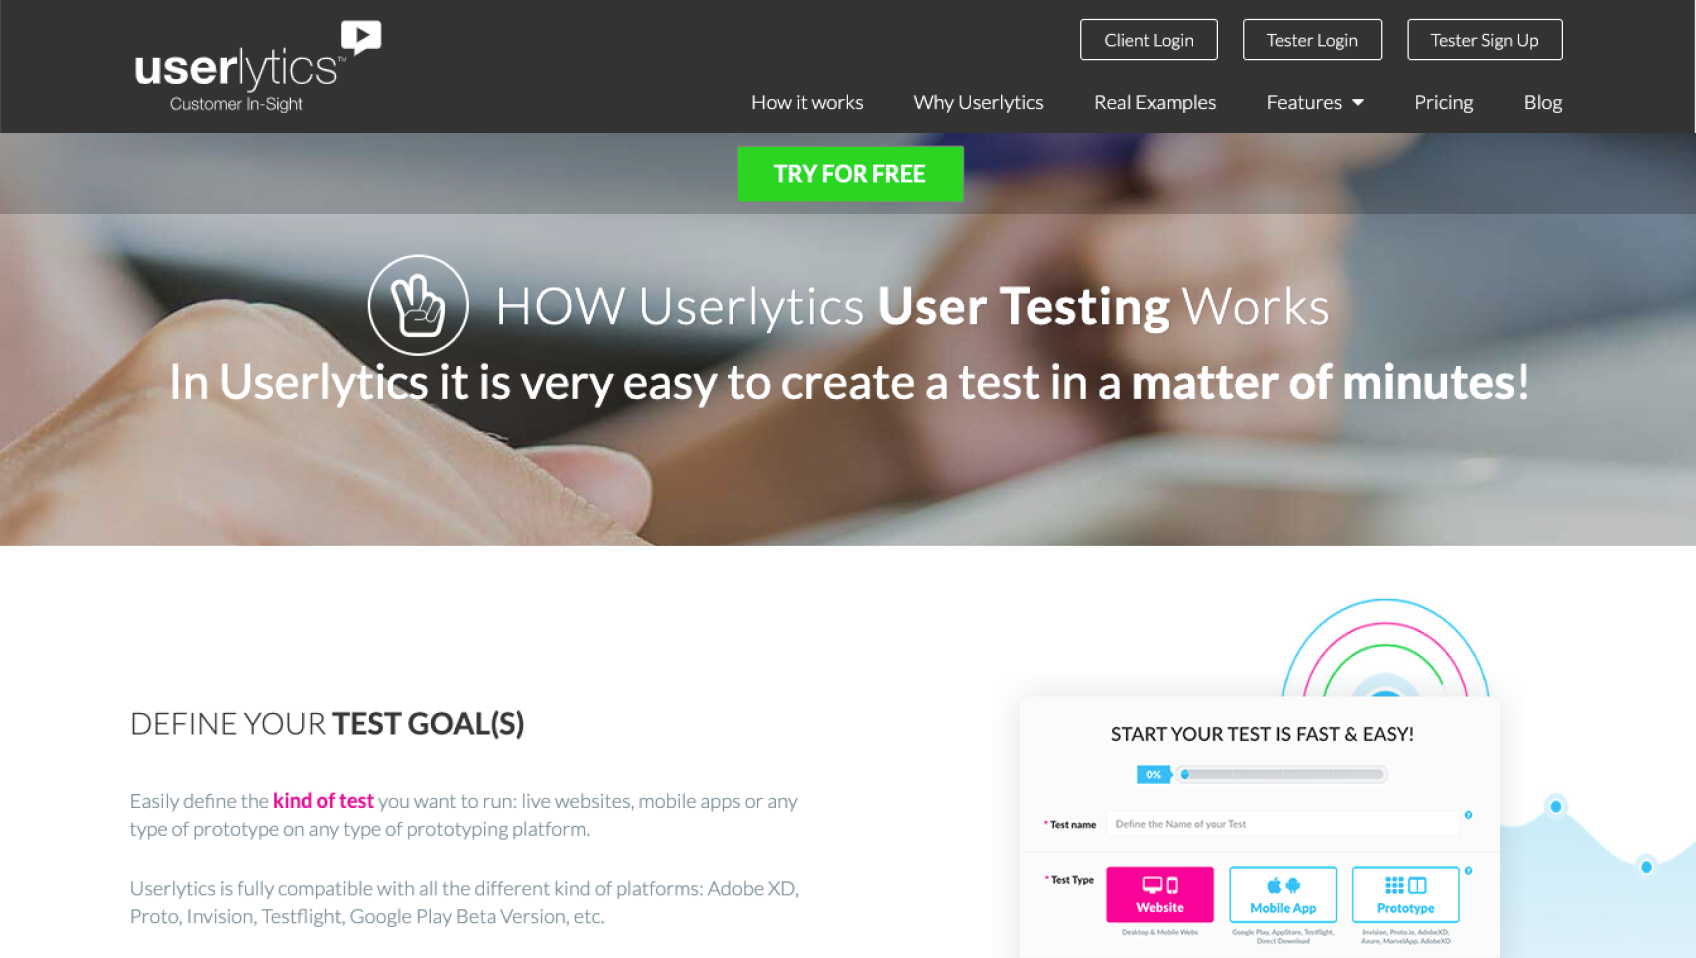 userlytics™
Customer In-Sight
Client Login
Tester Login
Tester Sign Up
How it works
Why Userlytics
Real Examples
Features
Pricing
Blog
TRY FOR FREE
HOW Userlytics User Testing Works
In Userlytics it is very easy to create a test in a matter of minutes!
DEFINE YOUR TEST GOAL(S)
Easily define the kind of test you want to run: live websites, mobile apps or any
type of prototype on any type of prototyping platform.
Userlytics is fully compatible with all the different kind of platforms: Adobe XD,
Proto, Invision, Testflight, Google Play Beta Version, etc.
START YOUR TEST IS FAST & EASY!
0%
* Test name
Define the Name of your Test
?
* Test Type
Website
Mobile App
Prototype
?
Desktop & Mobile Webs
Google Play, AppStore, Testflight,
Direct Download
Invision, Proto.io, AdobeXD,
Axure, MarvelApp, AdobeXD